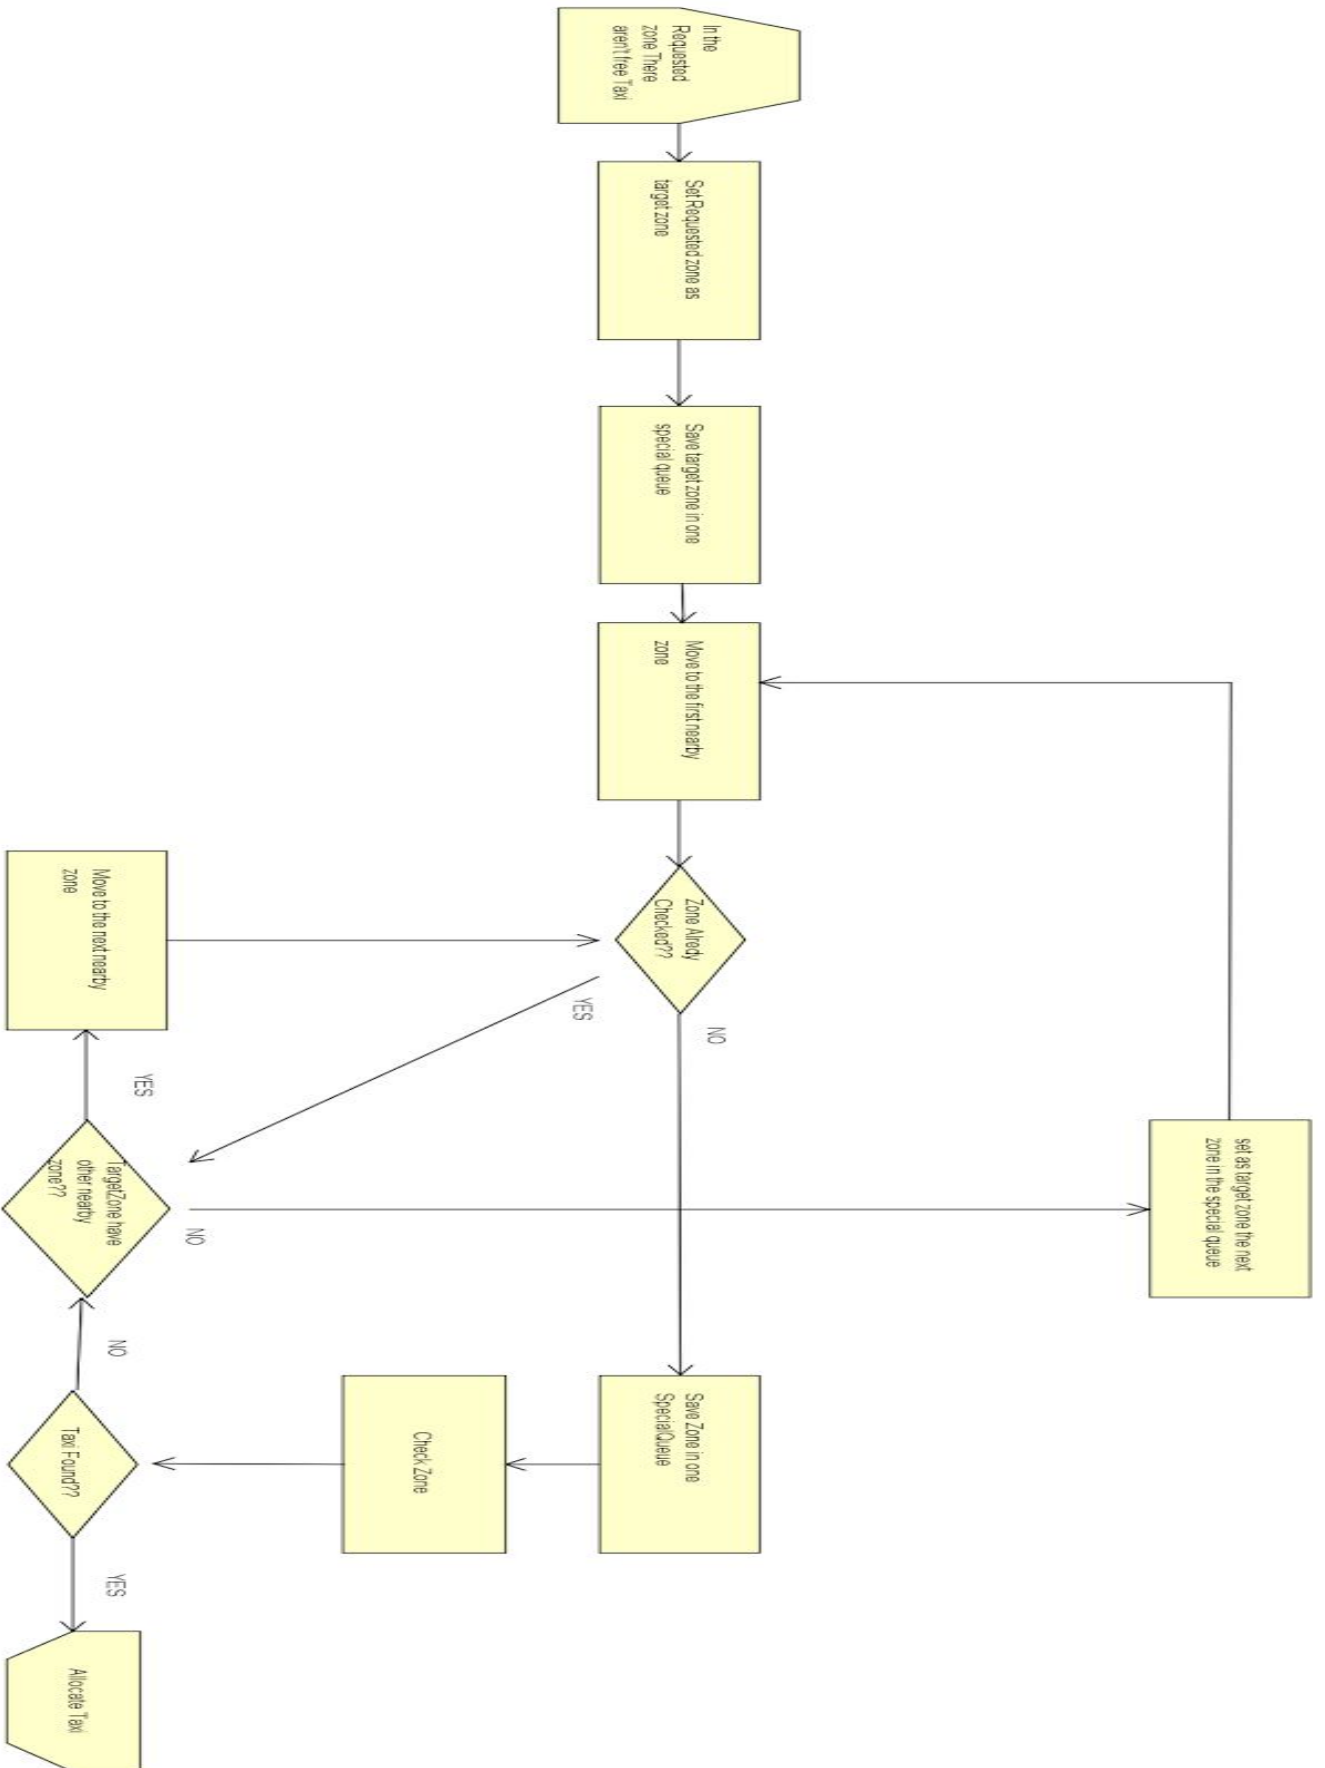 In the
Requested
zone There
aren't free Taxi
Set Requested zone as
target zone
Save target zone in one
special queue
Move to the first nearby
zone
Zone Alredy
Checked??
YES
NO
Move to the next nearby
zone
YES
TargetZone have
other nearby
zone??
NO
set as target zone the next
zone in the special queue
Save Zone in one
SpecialQueue
Check Zone
Taxi Found??
NO
YES
Allocate Taxi